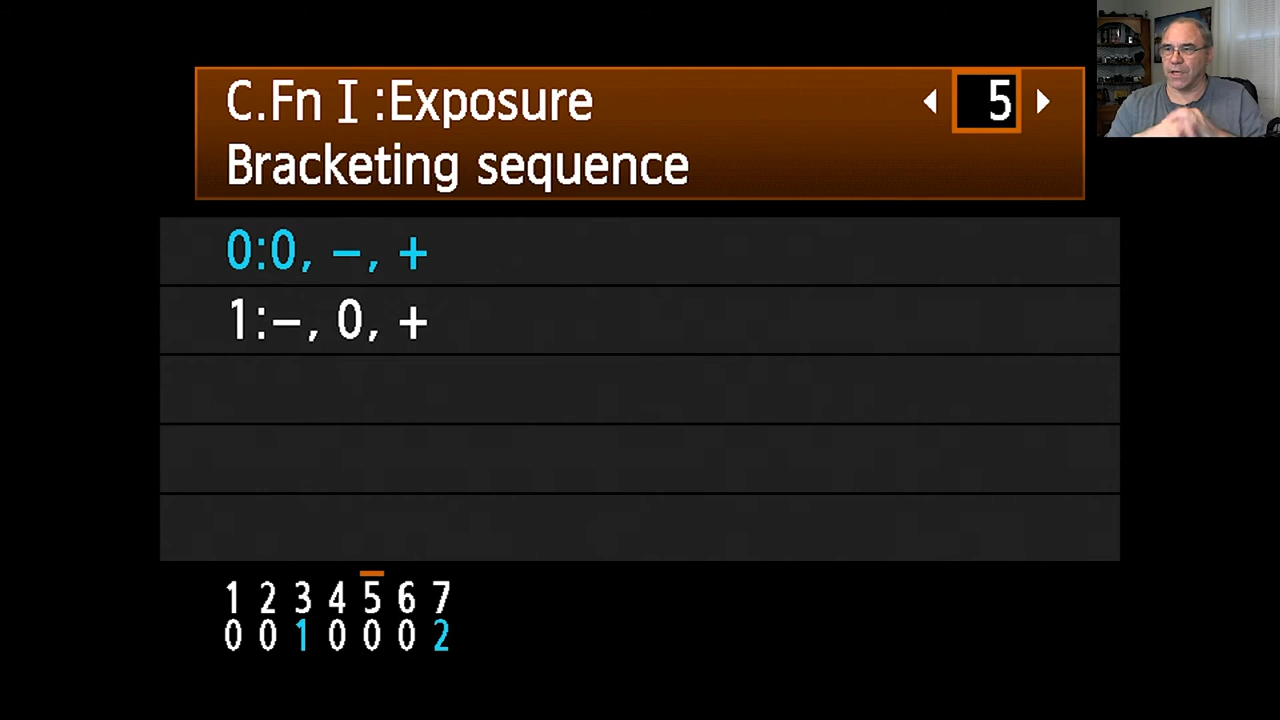 C.Fn I :Exposure
5
Bracketing sequence
0:0, −, +
1:−, 0, +
1 2 3 4 5 6 7
0 0 1 0 0 0 2